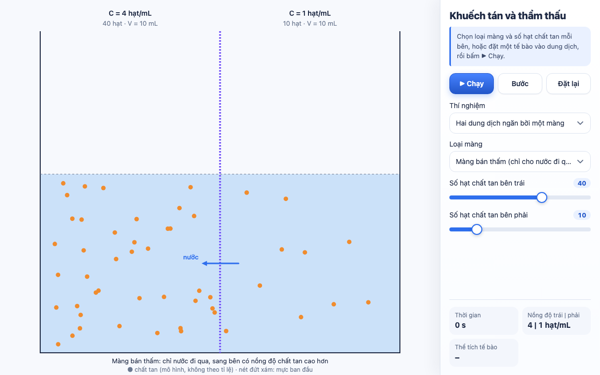 C = 4 hạt/mL
40 hạt · V = 10 mL
C = 1 hạt/mL
10 hạt · V = 10 mL
nước
Màng bán thấm: chỉ nước đi qua, sang bên có nồng độ chất tan cao hơn
chất tan (mô hình, không theo tỉ lệ) · nét đứt xám: mực ban đầu
Khuếch tán và thẩm thấu
Chọn loại màng và số hạt chất tan mỗi
bên, hoặc đặt một tế bào vào dung dịch,
rồi bấm ▶ Chạy.
▶ Chạy
Bước
Đặt lại
Thí nghiệm
Hai dung dịch ngăn bởi một màng
Loại màng
Màng bán thấm (chỉ cho nước đi q...
Số hạt chất tan bên trái
40
Số hạt chất tan bên phải
10
Thời gian
0 s
Nồng độ trái | phải
4 | 1 hạt/mL
Thể tích tế bào
–